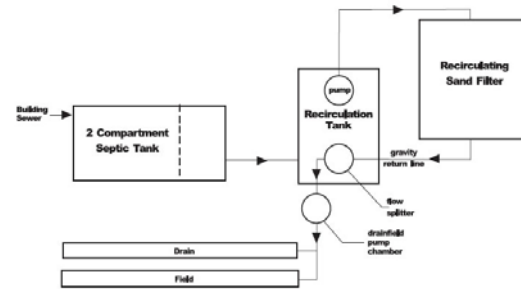 Building
Sewer
2 Compartment
Septic Tank
pump
Recirculation
Tank
Recirculating
Sand Filter
gravity
return line
flow
splitter
drainfield
pump
chamber
Drain
Field